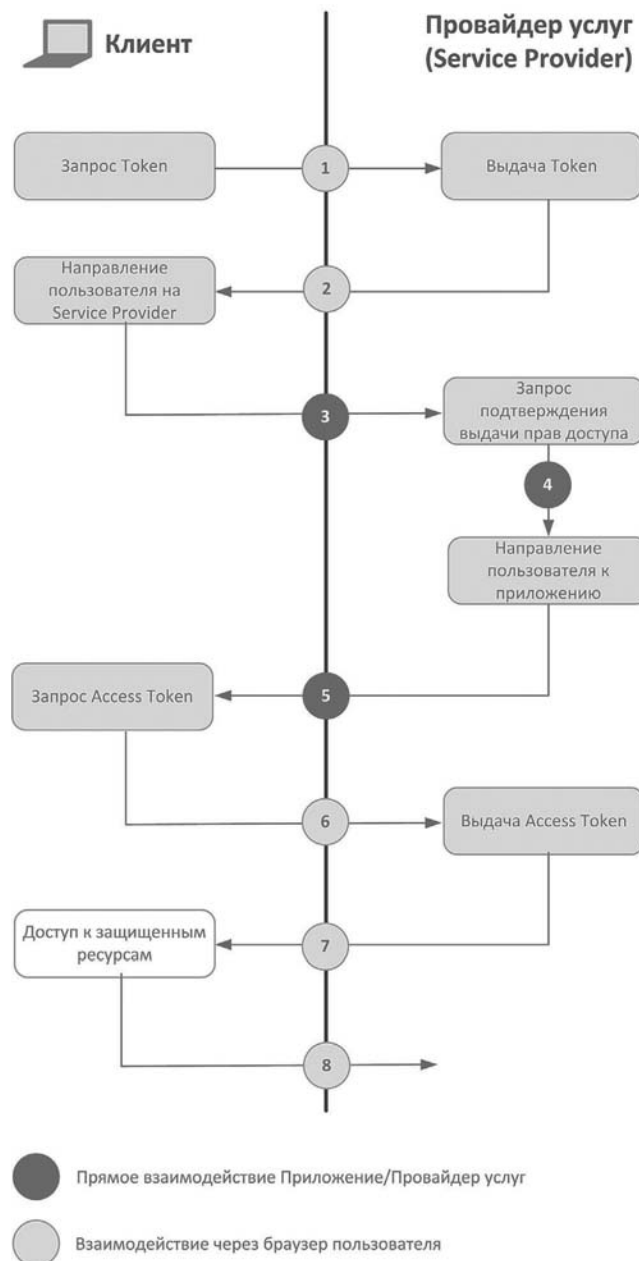 Клиент
Провайдер услуг
(Service Provider)
Запрос Token
1
Выдача Token
Направление
пользователя на
Service Provider
2
3
Запрос
подтверждения
выдачи прав доступа
4
Направление
пользователя к
приложению
Запрос Access Token
5
6
Выдача Access Token
Доступ к защищенным
ресурсам
7
8
Прямое взаимодействие Приложение/Провайдер услуг
Взаимодействие через браузер пользователя